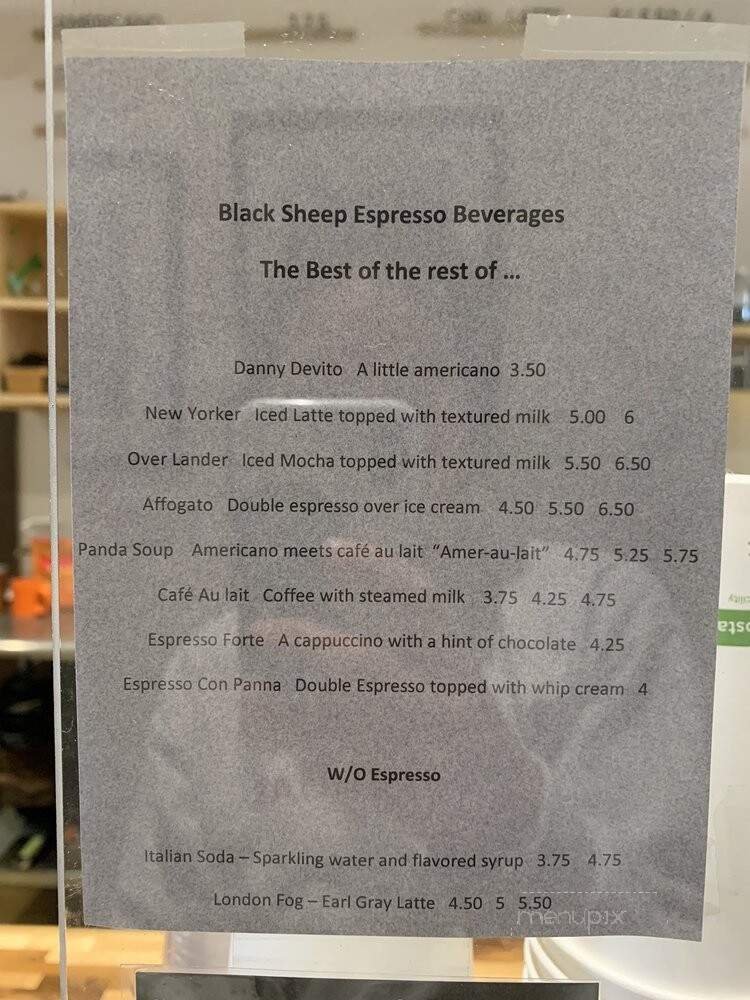 Black Sheep Espresso Beverages
The Best of the rest of ...
Danny Devito A little americano 3.50
New Yorker Iced Latte topped with textured milk 5.00 6
Over Lander Iced Mocha topped with textured milk 5.50 6.50
Affogato Double espresso over ice cream 4.50 5.50 6.50
Panda Soup Americano meets café au lait "Amer-au-lait" 4.75 5.25 5.75
Café Au lait Coffee with steamed milk 3.75 4.25 4.75
Espresso Forte A cappuccino with a hint of chocolate 4.25
Espresso Con Panna Double Espresso topped with whip cream 4
W/O Espresso
Italian Soda – Sparkling water and flavored syrup 3.75 4.75
London Fog – Earl Gray Latte 4.50 5 5.50
menupix